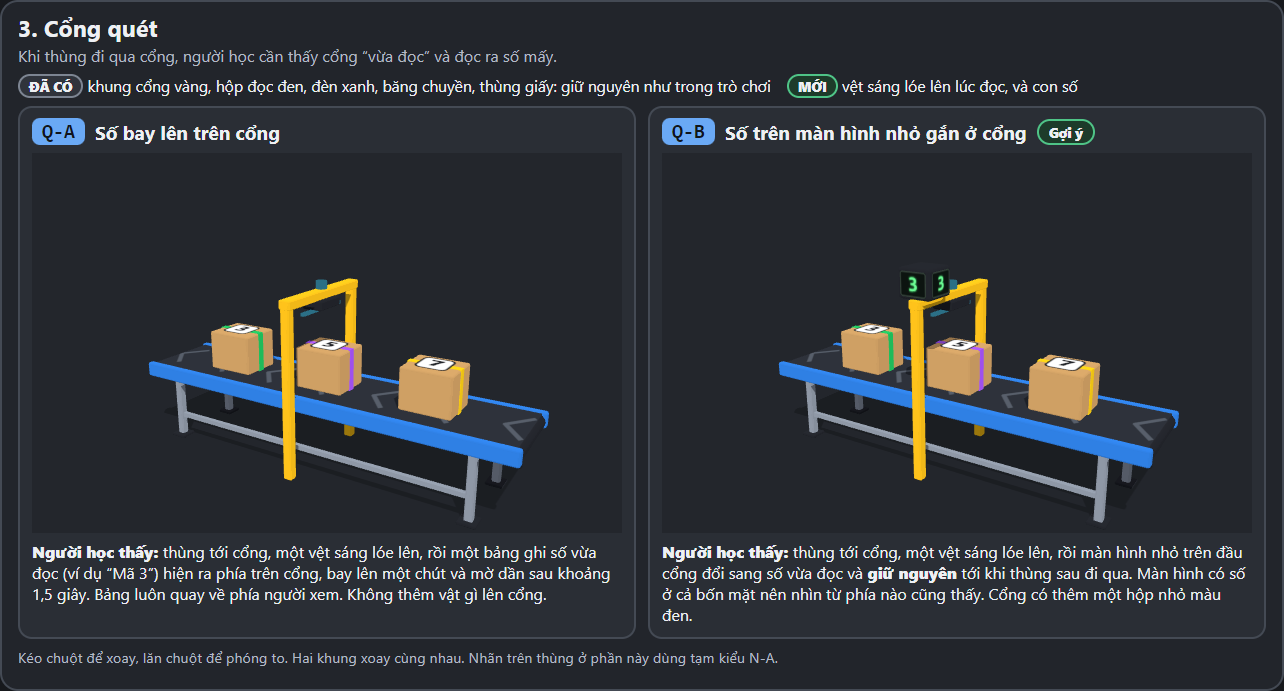 3. Cổng quét
Khi thùng đi qua cổng, người học cần thấy cổng “vừa đọc” và đọc ra số mấy.
ĐÃ CÓ khung cổng vàng, hộp đọc đen, đèn xanh, băng chuyền, thùng giấy: giữ nguyên như trong trò chơi MỚI vệt sáng lóe lên lúc đọc, và con số
Q-A Số bay lên trên cổng
3
5
7
Người học thấy: thùng tới cổng, một vệt sáng lóe lên, rồi một bảng ghi số vừa
đọc (ví dụ “Mã 3”) hiện ra phía trên cổng, bay lên một chút và mờ dần sau khoảng
1,5 giây. Bảng luôn quay về phía người xem. Không thêm vật gì lên cổng.
Q-B Số trên màn hình nhỏ gắn ở cổng Gợi ý
3 3
3
5
7
Người học thấy: thùng tới cổng, một vệt sáng lóe lên, rồi màn hình nhỏ trên đầu
cổng đổi sang số vừa đọc và giữ nguyên tới khi thùng sau đi qua. Màn hình có số
ở cả bốn mặt nên nhìn từ phía nào cũng thấy. Cổng có thêm một hộp nhỏ màu
đen.
Kéo chuột để xoay, lăn chuột để phóng to. Hai khung xoay cùng nhau. Nhãn trên thùng ở phần này dùng tạm kiểu N-A.